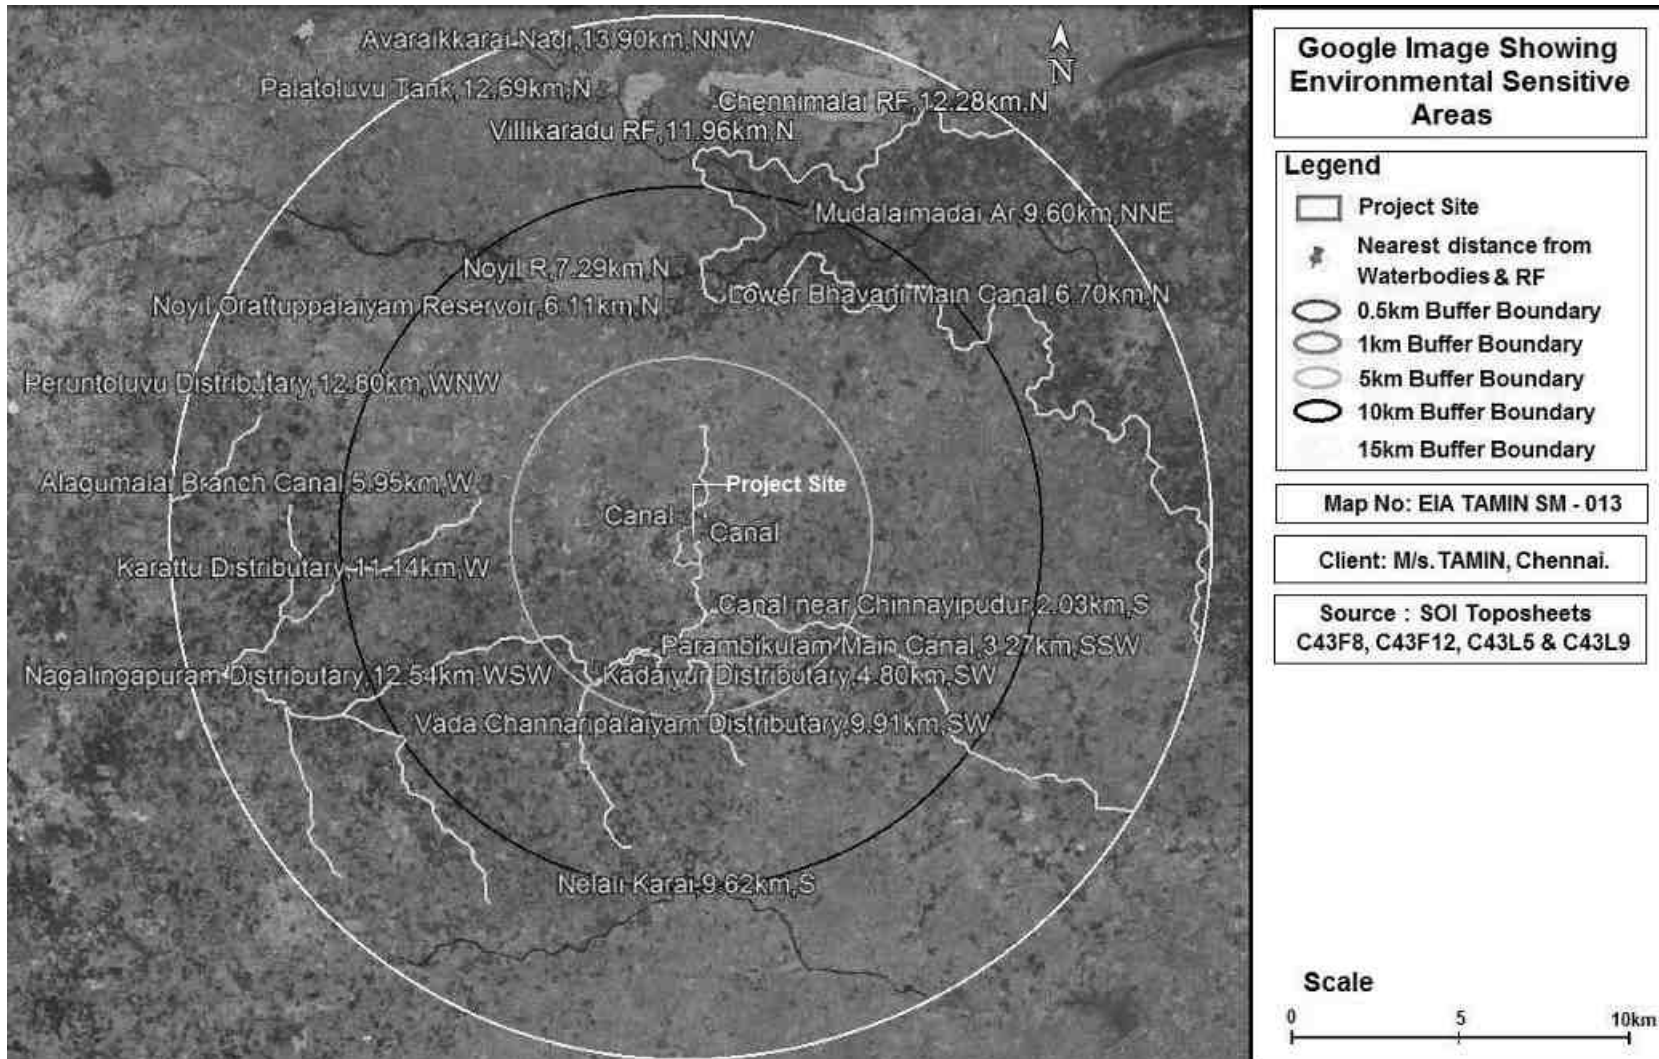 Avaraikkarai Nadi,13.90km,NNW
Palatoluvu Tank,12.69km,N
Chennimalai RF,12.28km,N
Villikaradu RF,11.96km,N
N
Mudalaimadai Ar,9.60km,NNE
Noyil R,7.29km,N
Lower Bhavani Main Canal,6.70km,N
Noyil Orattuppalaiyam Reservoir,6.11km,N
Peruntoluvu Distributary,12.60km,WNW
Alagumalai Branch Canal,5.95km,W
Project Site
Canal
Canal
Karattu Distributary,11.14km,W
Canal near Chinnayipudur,2.03km,S
Parambikulam Main Canal,3.27km,SSW
Nagalingapuram Distributary,12.54km,WSW
Kadaiyur Distributary,4.80km,SW
Vada Channaripalaiyam Distributary,9.91km,SW
Nelali Karai,9.62km,S
Google Image Showing
Environmental Sensitive
Areas
Legend
Project Site
Nearest distance from
Waterbodies & RF
0.5km Buffer Boundary
1km Buffer Boundary
5km Buffer Boundary
10km Buffer Boundary
15km Buffer Boundary
Map No: EIA TAMIN SM - 013
Client: M/s. TAMIN, Chennai.
Source : SOI Toposheets
C43F8, C43F12, C43L5 & C43L9
Scale
0 5 10km